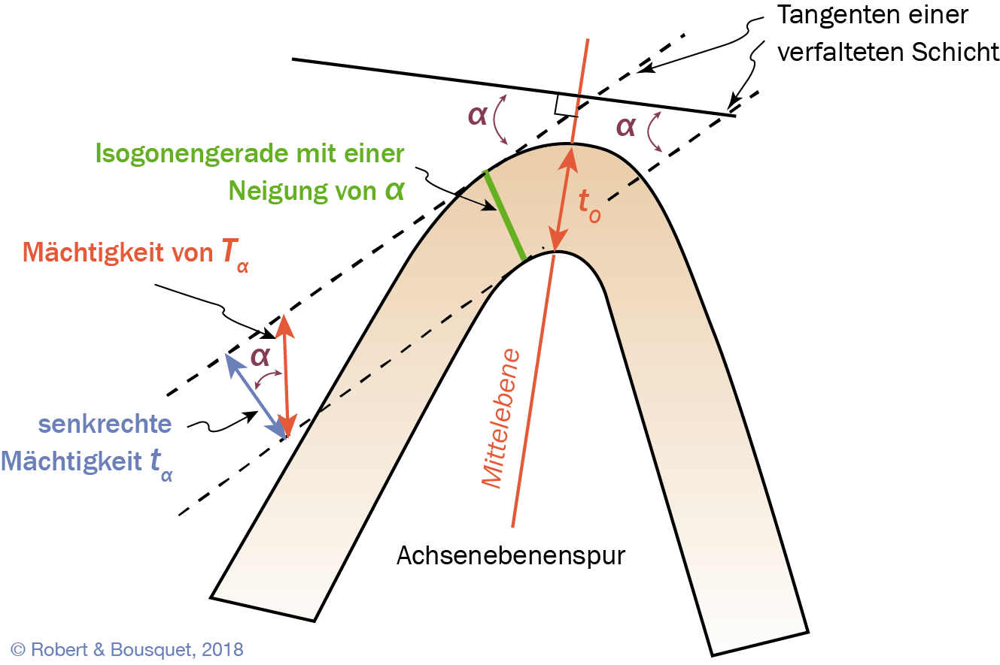 Tangenten einer
verfalteten Schicht
α
α
Isogonengerade mit einer
Neigung von α
t₀
Mächtigkeit von Tα
α
senkrechte
Mächtigkeit tα
Mittelebene
Achsenebenenspur
© Robert & Bousquet, 2018